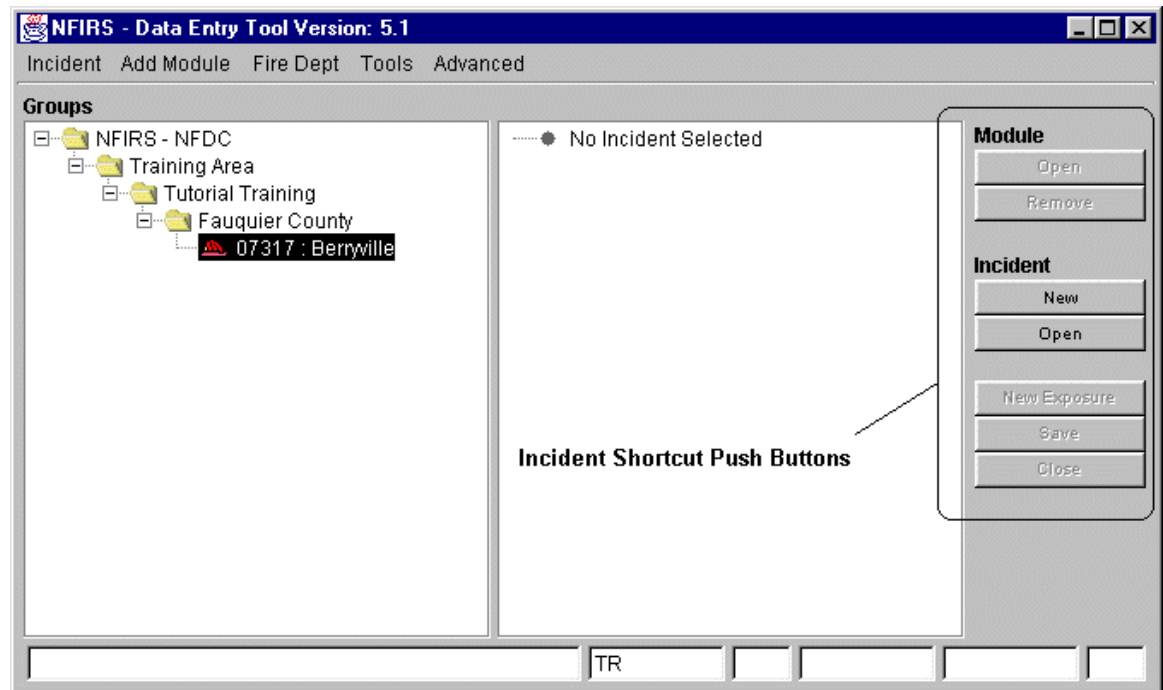 NFIRS - Data Entry Tool Version: 5.1
Incident Add Module Fire Dept Tools Advanced
Groups
NFIRS - NFDC
Training Area
Tutorial Training
Fauquier County
07317 : Berryville
No Incident Selected
Incident Shortcut Push Buttons
Module
Open
Remove
Incident
New
Open
New Exposure
Save
Close
TR